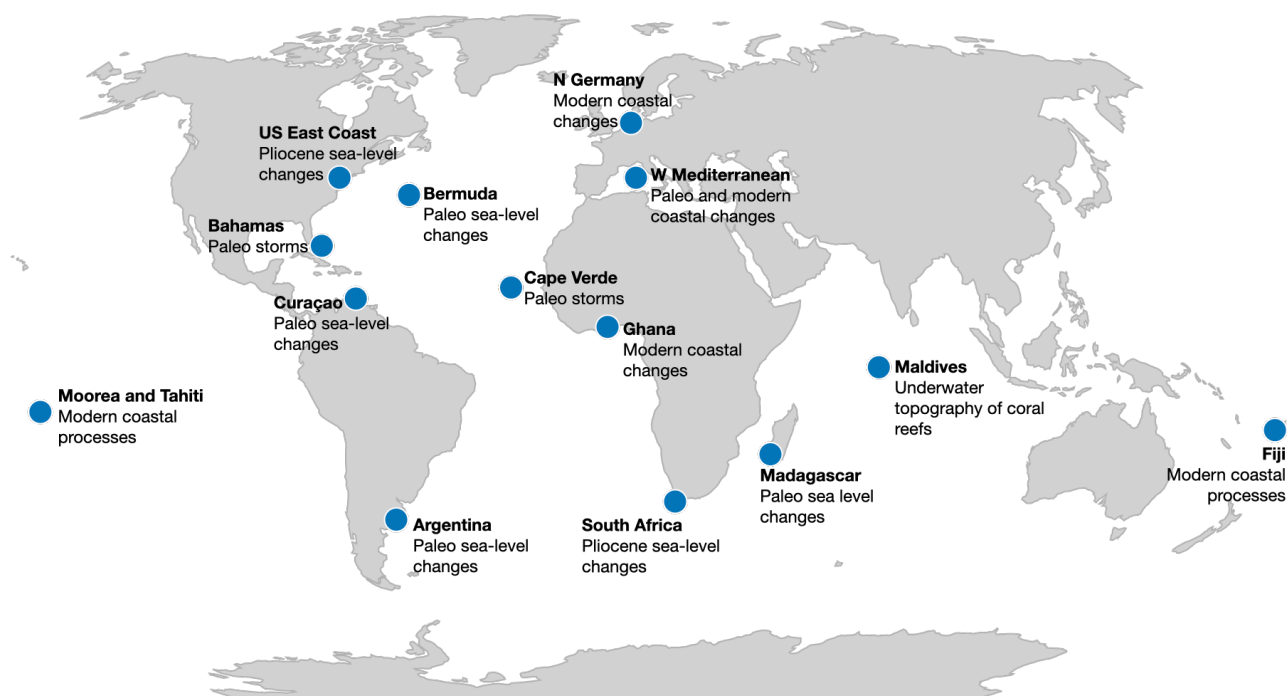 N Germany
Modern coastal
changes
US East Coast
Pliocene sea-level
changes
W Mediterranean
Paleo and modern
coastal changes
Bermuda
Paleo sea-level
changes
Bahamas
Paleo storms
Cape Verde
Paleo storms
Curaçao
Paleo sea-level
changes
Ghana
Modern coastal
changes
Maldives
Underwater
topography of coral
reefs
Moorea and Tahiti
Modern coastal
processes
Fiji
Modern coastal
processes
Madagascar
Paleo sea level
changes
Argentina
Paleo sea-level
changes
South Africa
Pliocene sea-level
changes